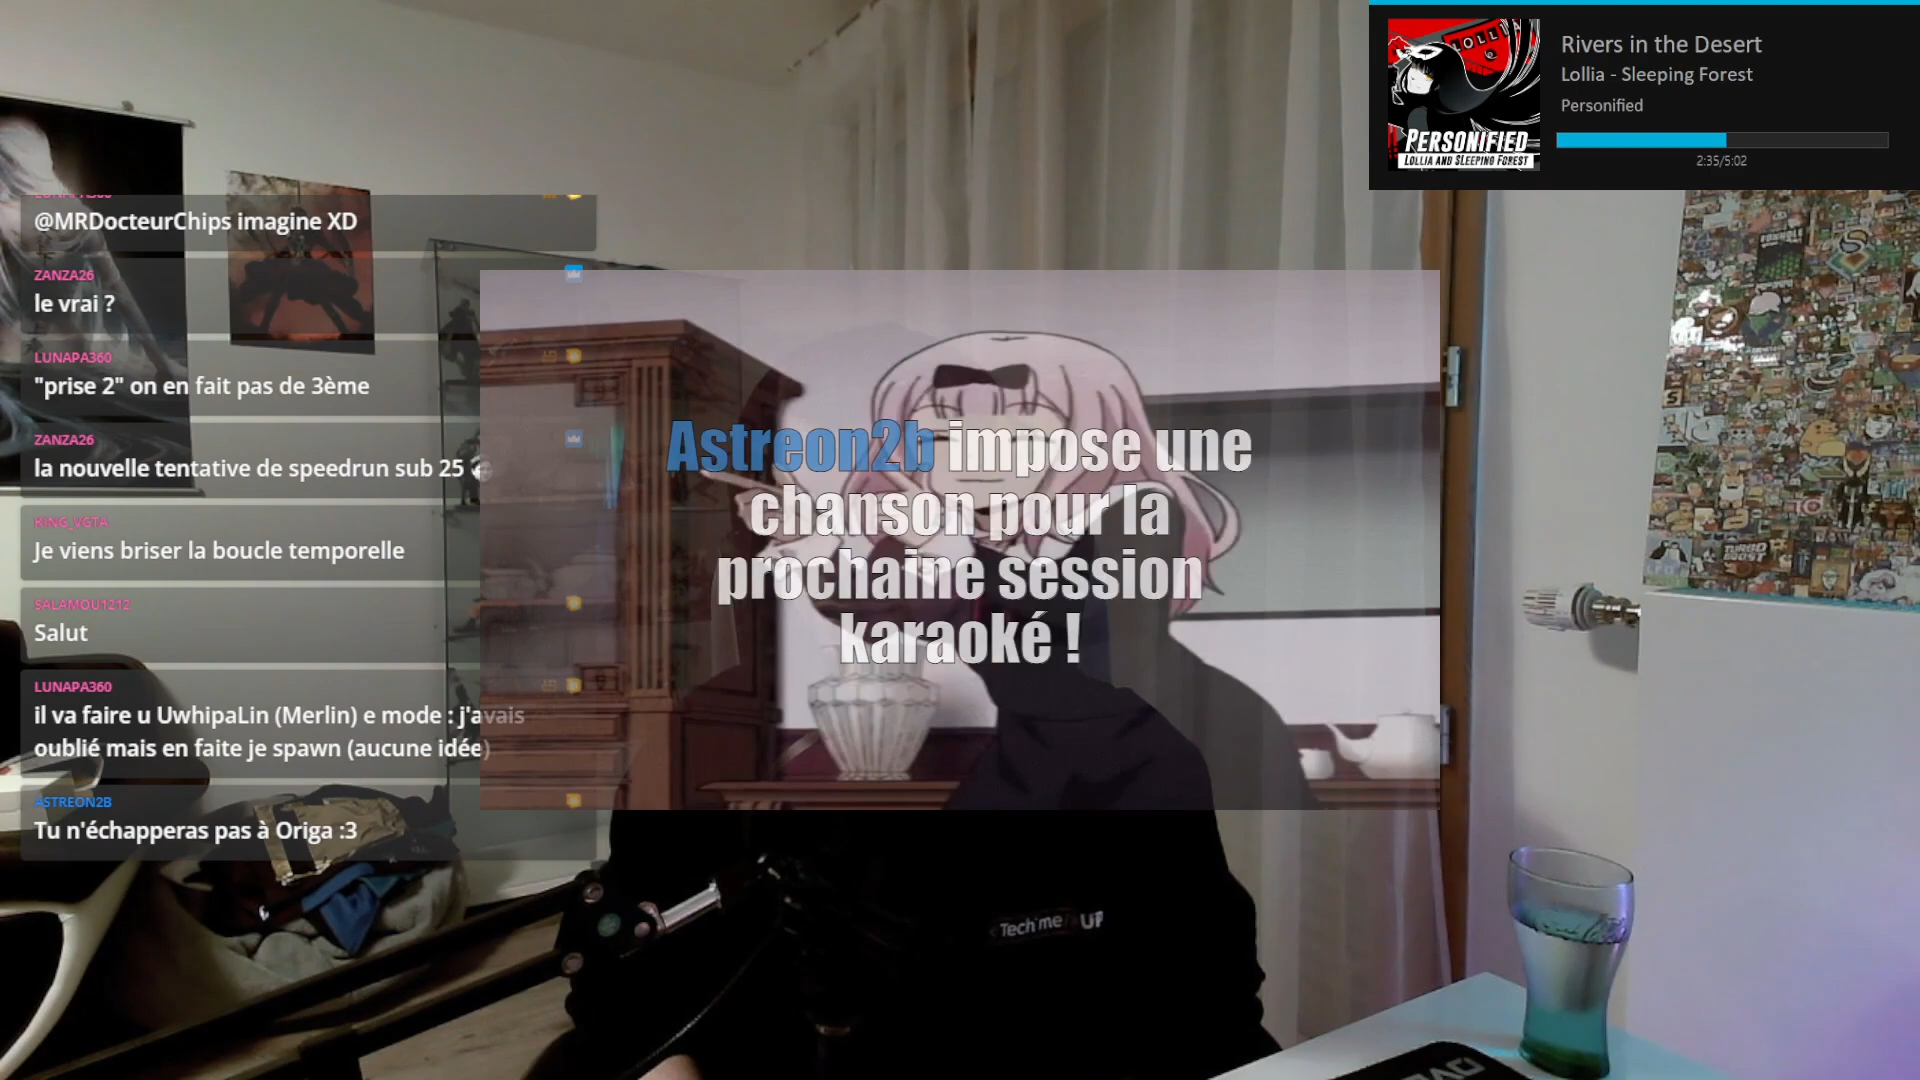 Rivers in the Desert
Lollia - Sleeping Forest
Personified
2:35/5:02
LOLLI
PERSONIFIED
LOLLIA AND SLEEPING FOREST
LUNAPA360
@MRDocteurChips imagine XD
ZANZA26
le vrai ?
LUNAPA360
"prise 2" on en fait pas de 3ème
ZANZA26
la nouvelle tentative de speedrun sub 25
KING_VGTA
Je viens briser la boucle temporelle
SALAMOU1212
Salut
LUNAPA360
il va faire u UwhipaLin (Merlin) e mode : j'avais
oublié mais en faite je spawn (aucune idée)
ASTREON2B
Tu n'échapperas pas à Origa :3
Astreon2b impose une
chanson pour la
prochaine session
karaoké !
Tech me UP
TURBO
BOOST